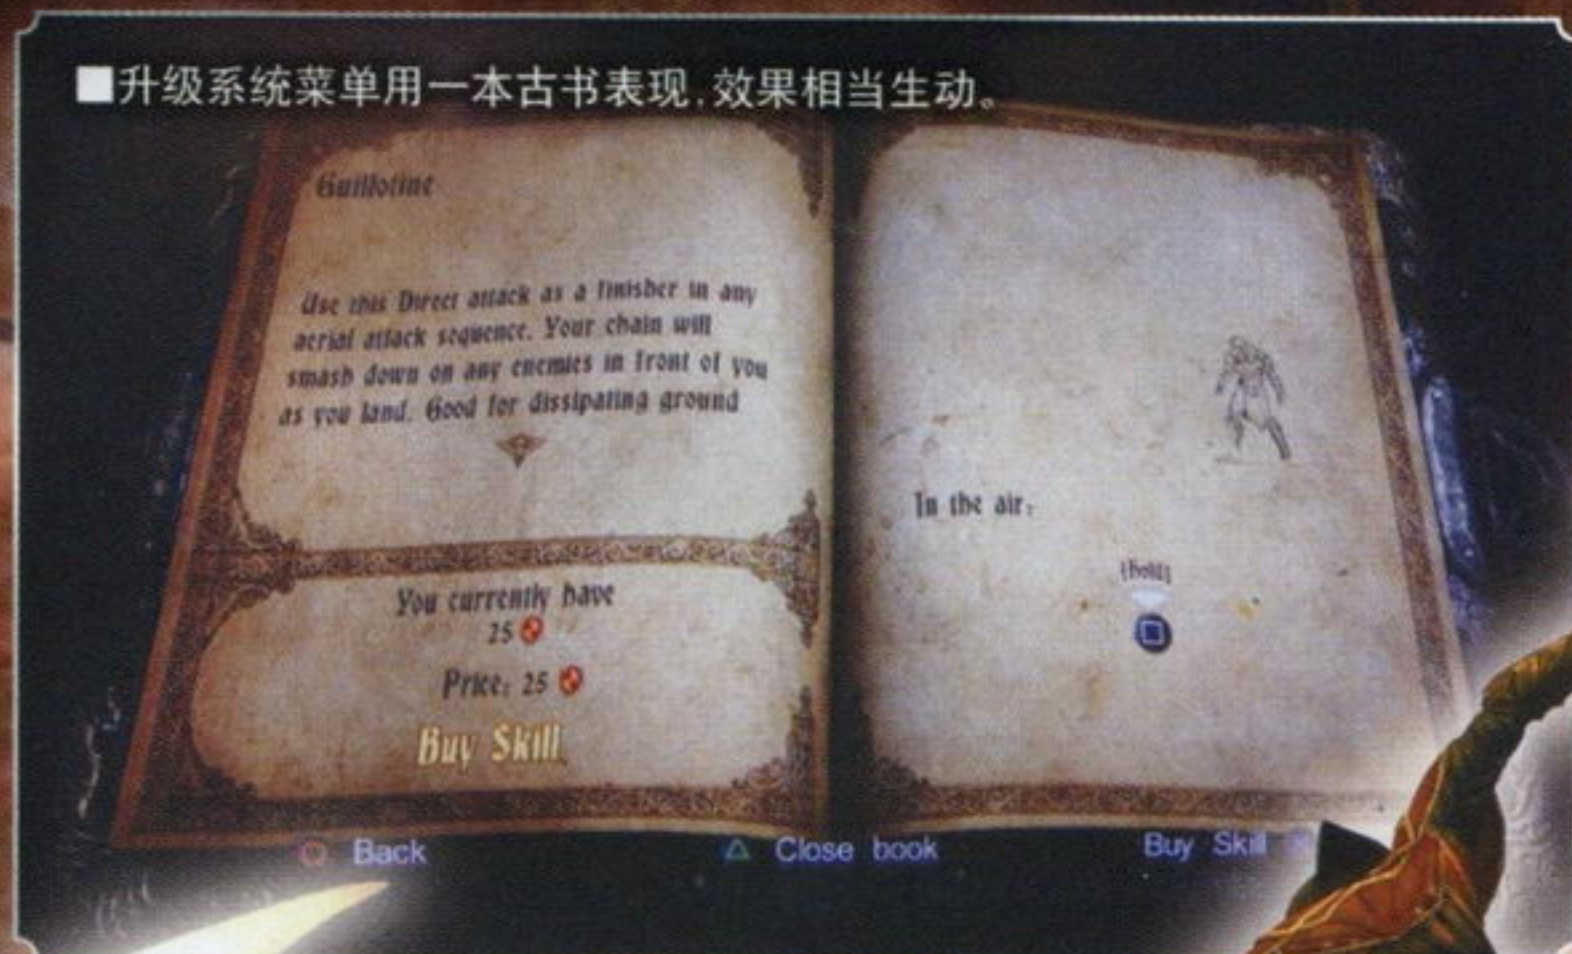 ■升级系统菜单用一本古书表现,效果相当生动。
Guillotine
Use this Direct attack as a finisher in any
aerial attack sequence. Your chain will
smash down on any enemies in front of you
as you land. Good for dissipating ground
You currently have
25
Price: 25
Buy Skill
In the air:
(hold)
Back
Close book
Buy Skill